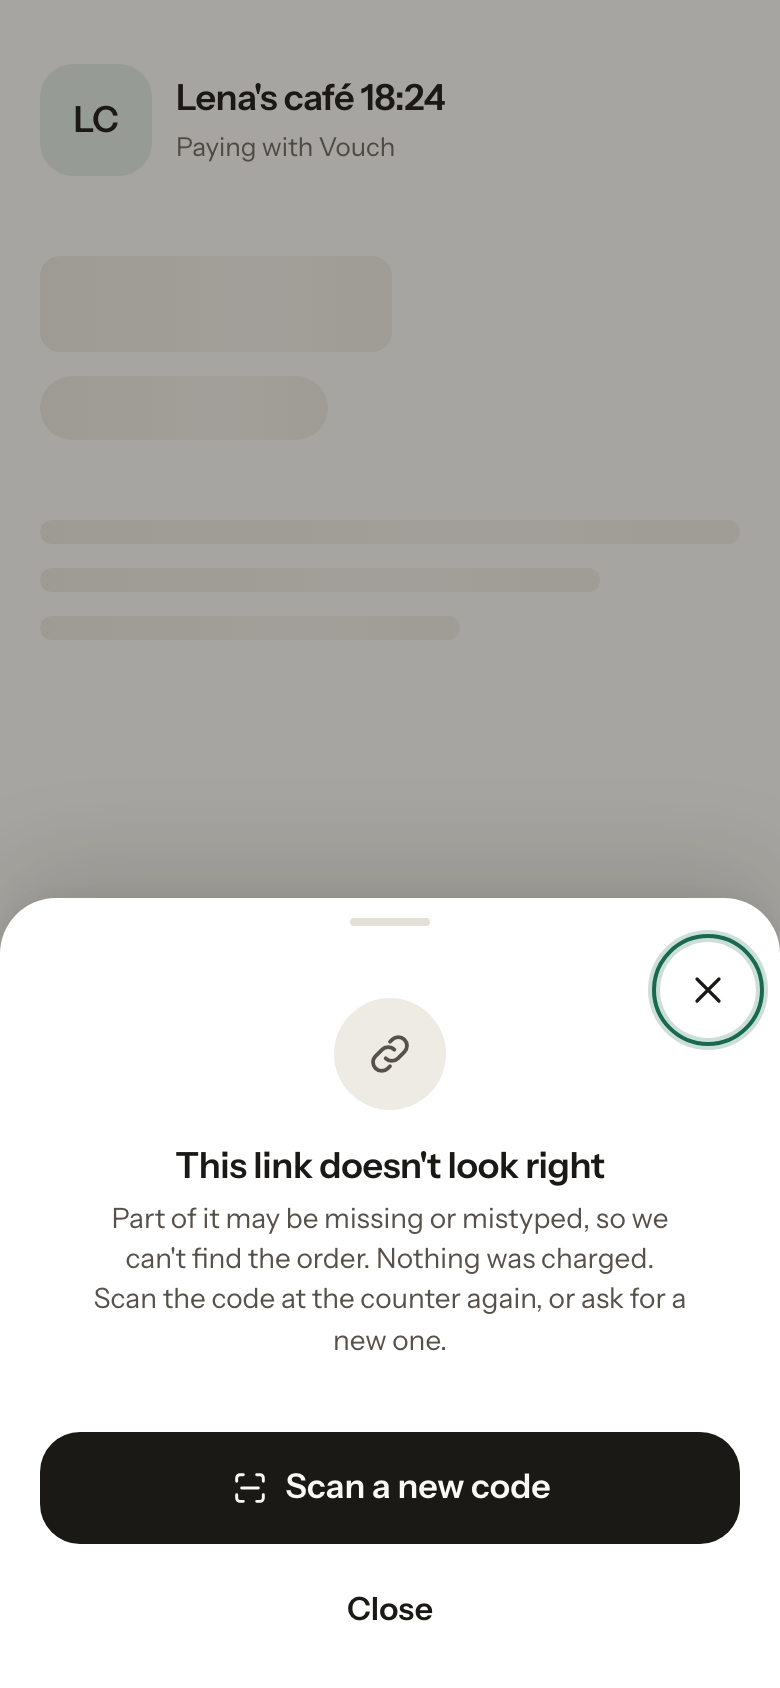 LC
Lena's café 18:24
Paying with Vouch
This link doesn't look right
Part of it may be missing or mistyped, so we
can't find the order. Nothing was charged.
Scan the code at the counter again, or ask for a
new one.
Scan a new code
Close